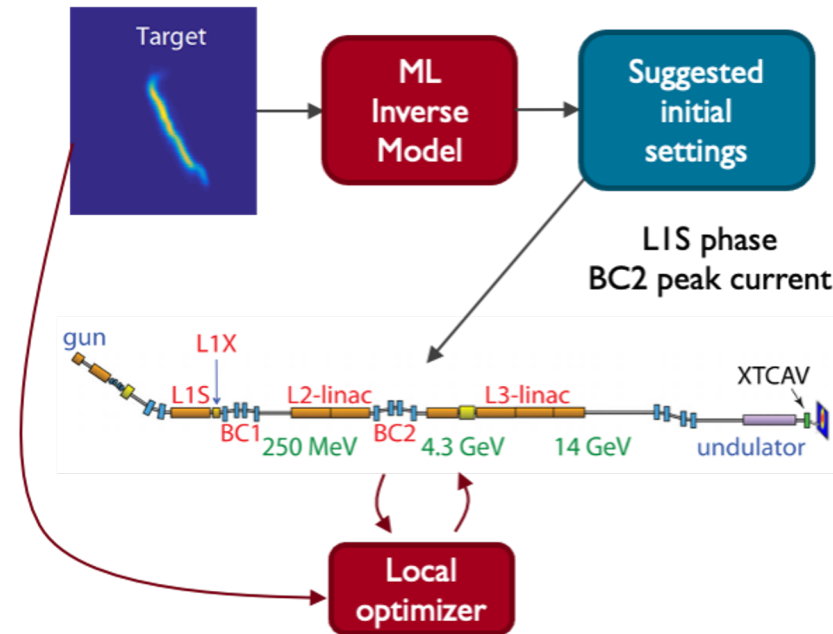 Target
ML
Inverse
Model
Suggested
initial
settings
L1S phase
BC2 peak current
gun
L1X
L1S
BC1
250 MeV
L2-linac
BC2
4.3 GeV
L3-linac
14 GeV
XTCAV
undulator
Local
optimizer